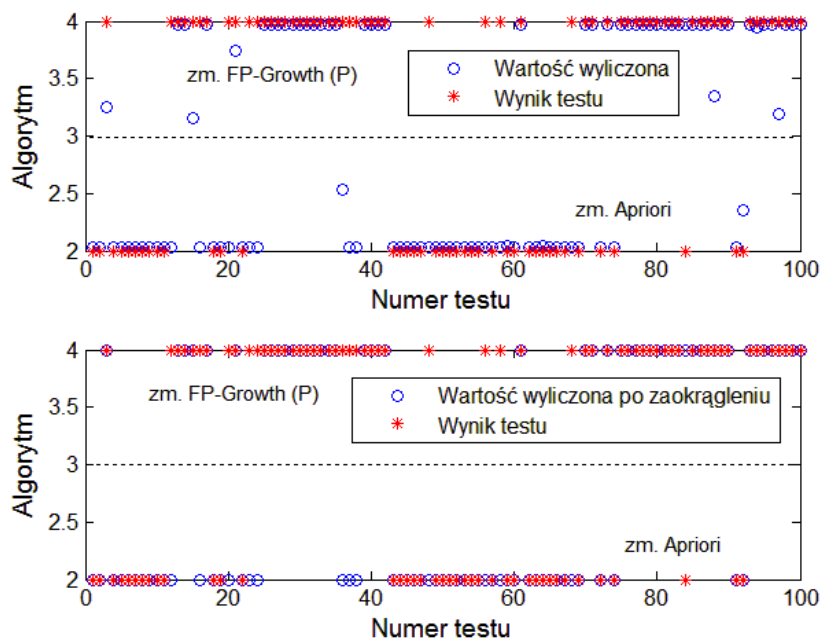 4
3.5
3
2.5
2
Algorytm
zm. FP-Growth (P)
Wartość wyliczona
Wynik testu
zm. Apriori
0
20
40
60
80
100
Numer testu
4
3.5
3
2.5
2
Algorytm
zm. FP-Growth (P)
Wartość wyliczona po zaokrągleniu
Wynik testu
zm. Apriori
0
20
40
60
80
100
Numer testu